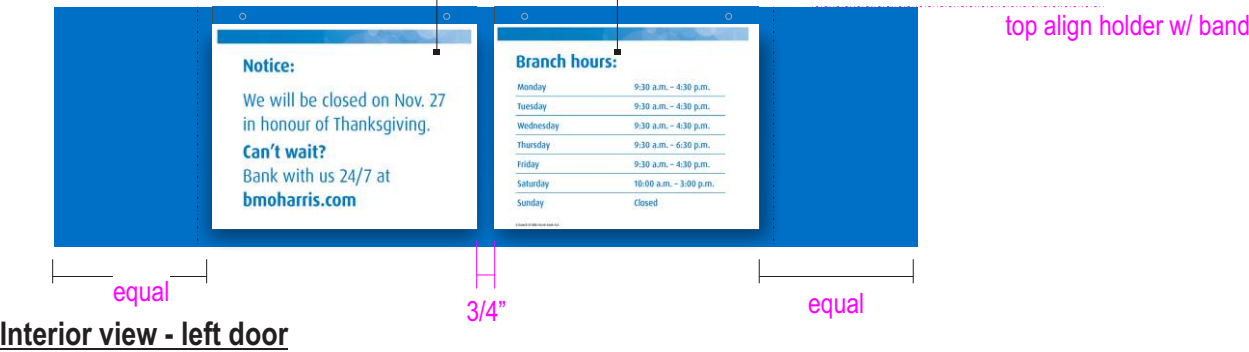 top align holder w/ band
Notice:
We will be closed on Nov. 27
in honour of Thanksgiving.
Can't wait?
Bank with us 24/7 at
bmoharris.com
Branch hours:
Monday 9:30 a.m. – 4:30 p.m.
Tuesday 9:30 a.m. – 4:30 p.m.
Wednesday 9:30 a.m. – 4:30 p.m.
Thursday 9:30 a.m. – 6:30 p.m.
Friday 9:30 a.m. – 4:30 p.m.
Saturday 10:00 a.m. – 3:00 p.m.
Sunday Closed
equal
3/4”
equal
Interior view - left door